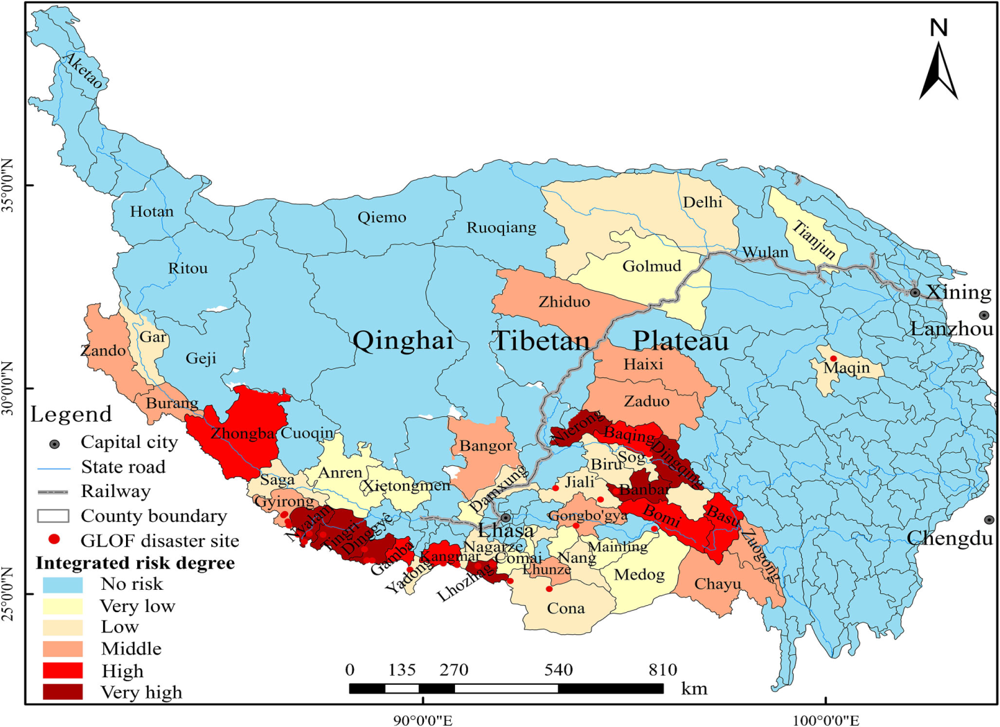 N
35°0'0"N
30°0'0"N
25°0'0"N
90°0'0"E
100°0'0"E
Aketao
Hotan
Qiemo
Ruoqiang
Delhi
Tianjun
Wulan
Ritou
Golmud
Xining
Zhiduo
Lanzhou
Gar
Zando
Geji
Qinghai Tibetan Plateau
Haixi
Maqin
Burang
Zaduo
Zhongba
Cuoqin
Nierong
Baqing
Dingqing
Bangor
Sog
Biru
Saga
Anren
Xietongmen
Damxung
Jiali
Banbar
Gyirong
Gongbo'gya
Bomi
Basu
Zuogong
Nyalam
Tingri
Dinggye
Lhasa
Chengdu
Gamba
Kangmar
Nagarze
Comai
Nang
Mainling
Yadong
Lhozhag
Lhunze
Medog
Chayu
Cona
Legend
Capital city
State road
Railway
County boundary
GLOF disaster site
Integrated risk degree
No risk
Very low
Low
Middle
High
Very high
0 135 270 540 810
km